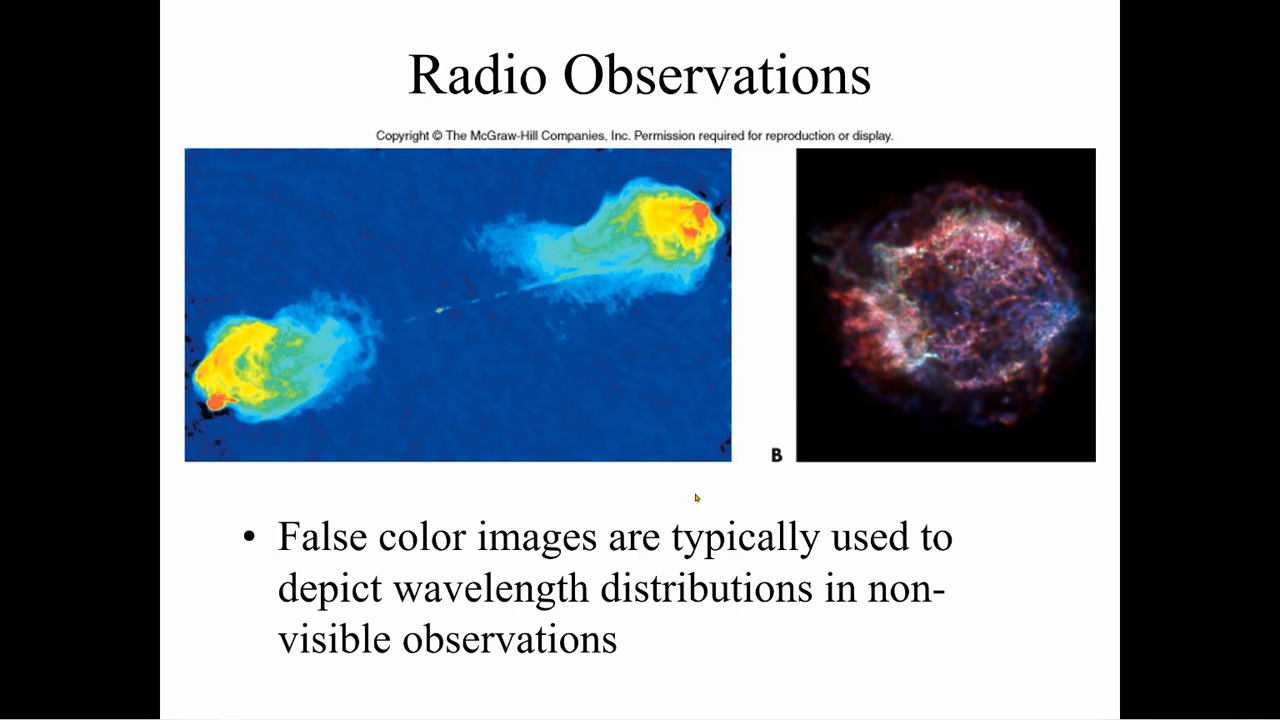 Radio Observations
Copyright © The McGraw-Hill Companies, Inc. Permission required for reproduction or display.
B
• False color images are typically used to
depict wavelength distributions in non-
visible observations